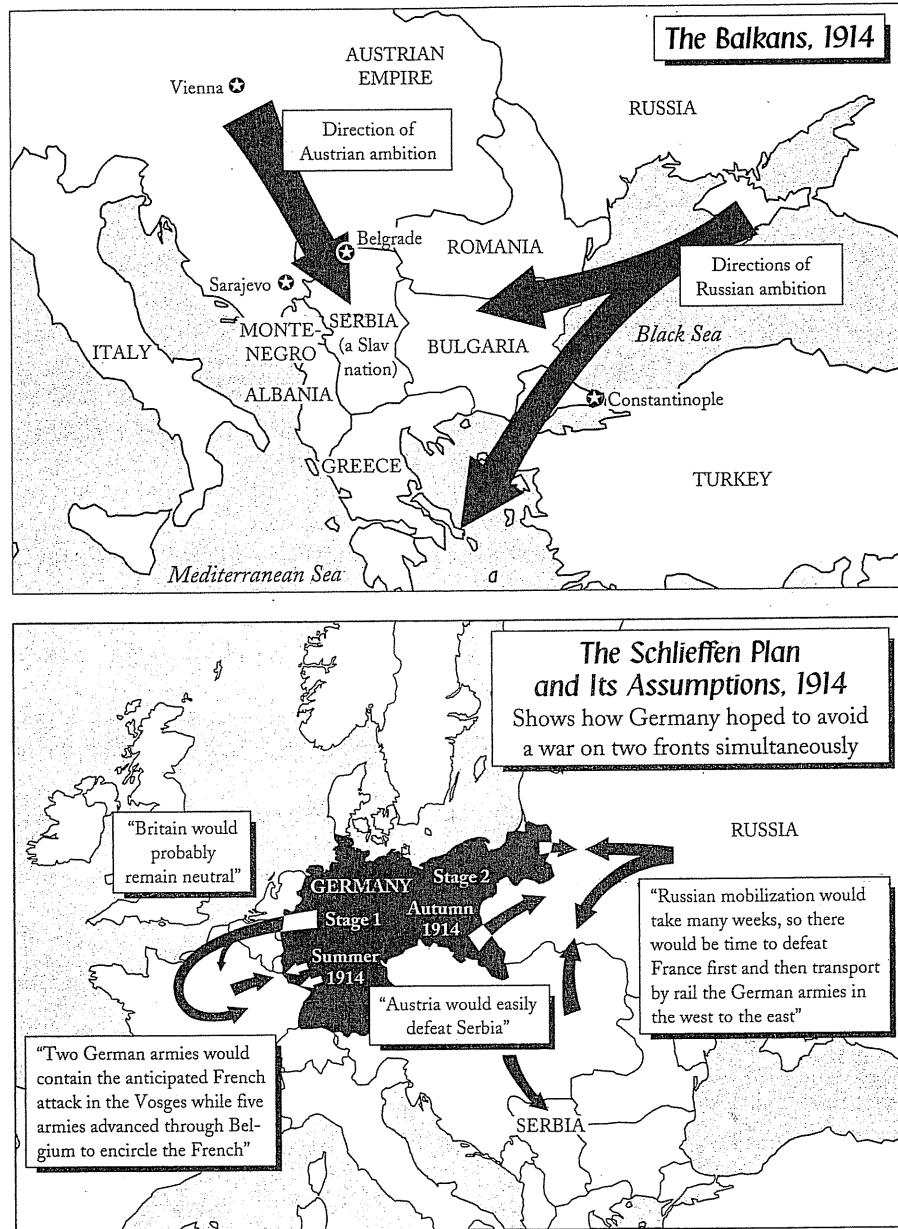 The Balkans, 1914
AUSTRIAN
EMPIRE
Vienna
RUSSIA
Direction of
Austrian ambition
Belgrade
ROMANIA
Directions of
Russian ambition
Sarajevo
MONTE-
NEGRO
SERBIA
(a Slav
nation)
BULGARIA
Black Sea
ITALY
ALBANIA
Constantinople
GREECE
TURKEY
Mediterranean Sea
The Schlieffen Plan
and Its Assumptions, 1914
Shows how Germany hoped to avoid
a war on two fronts simultaneously
"Britain would
probably
remain neutral"
RUSSIA
GERMANY
Stage 2
Stage 1
Autumn
1914
Summer
1914
"Russian mobilization would
take many weeks, so there
would be time to defeat
France first and then transport
by rail the German armies in
the west to the east"
"Austria would easily
defeat Serbia"
"Two German armies would
contain the anticipated French
attack in the Vosges while five
armies advanced through Bel-
gium to encircle the French"
SERBIA